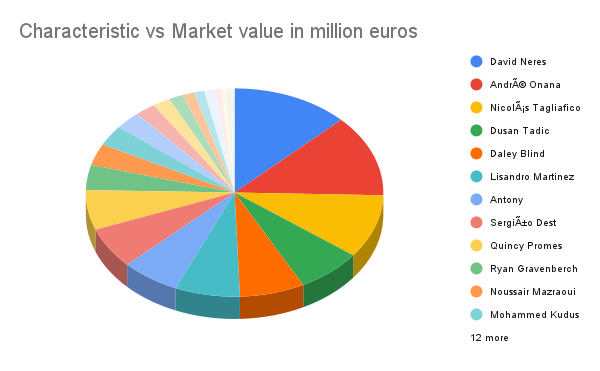 Characteristic vs Market value in million euros
David Neres
AndrÃ© Onana
NicolÃ¡s Tagliafico
Dusan Tadic
Daley Blind
Lisandro Martinez
Antony
SergiÃ±o Dest
Quincy Promes
Ryan Gravenberch
Noussair Mazraoui
Mohammed Kudus
12 more